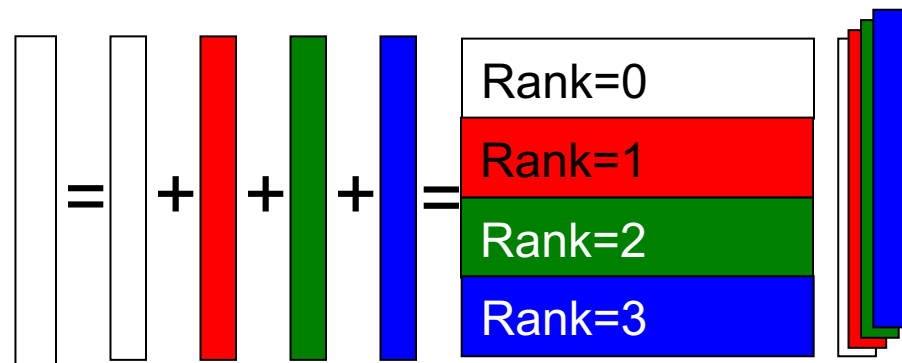 = + + + =
Rank=0
Rank=1
Rank=2
Rank=3